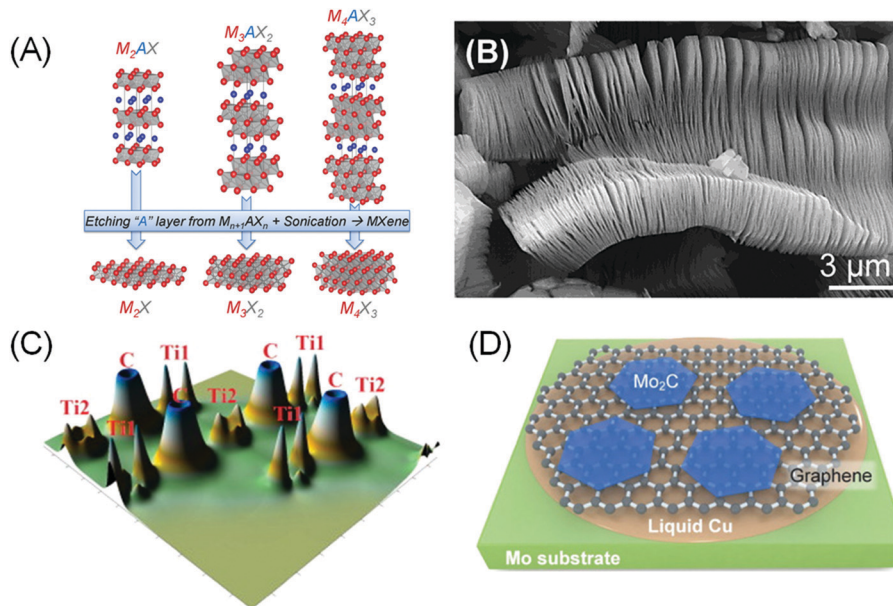 (A)
M₂AX
M₃AX₂
M₄AX₃
Etching "A" layer from Mₙ₊₁AXₙ + Sonication → MXene
M₂X
M₃X₂
M₄X₃
(B)
3 µm
(C)
C
Ti1
C
Ti1
C
Ti2
C
Ti2
Ti2
Ti1
Ti1
(D)
Mo₂C
Graphene
Liquid Cu
Mo substrate